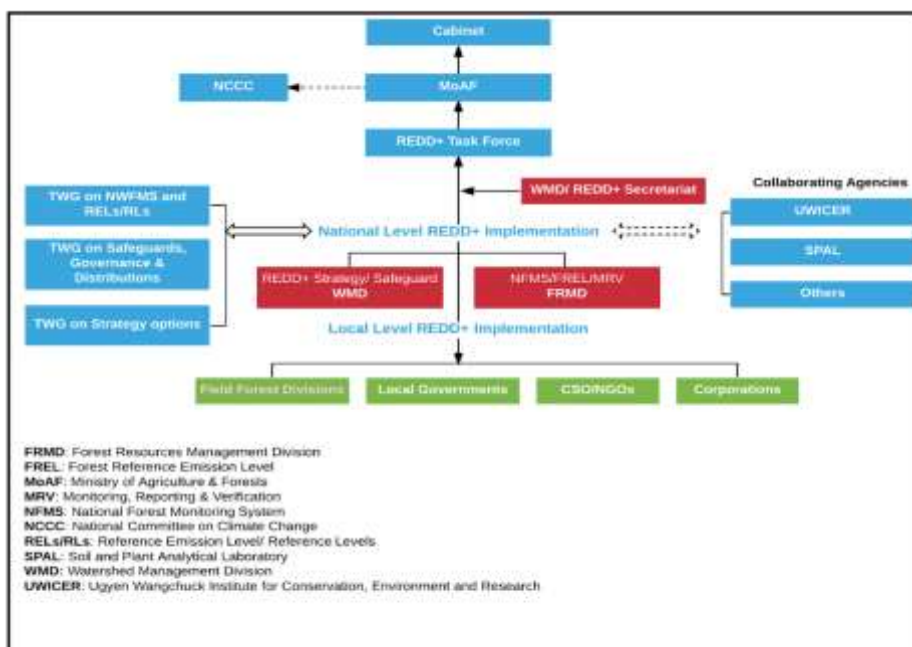 Cabinet
NCCC
MoAF
REDD+ Task Force
WMD/ REDD+ Secretariat
Collaborating Agencies
TWG on NWFMS and
RELs/RLs
UWICER
National Level REDD+ Implementation
TWG on Safeguards,
Governance &
Distributions
SPAL
REDD+ Strategy/ Safeguard
WMD
NFMS/FREL/MRV
FRMD
Others
TWG on Strategy options
Local Level REDD+ Implementation
Field Forest Divisions
Local Governments
CSO/NGOs
Corporations
FRMD: Forest Resources Management Division
FREL: Forest Reference Emission Level
MoAF: Ministry of Agriculture & Forests
MRV: Monitoring, Reporting & Verification
NFMS: National Forest Monitoring System
NCCC: National Committee on Climate Change
RELs/RLs: Reference Emission Level/ Reference Levels
SPAL: Soil and Plant Analytical Laboratory
WMD: Watershed Management Division
UWICER: Ugyen Wangchuck Institute for Conservation, Environment and Research